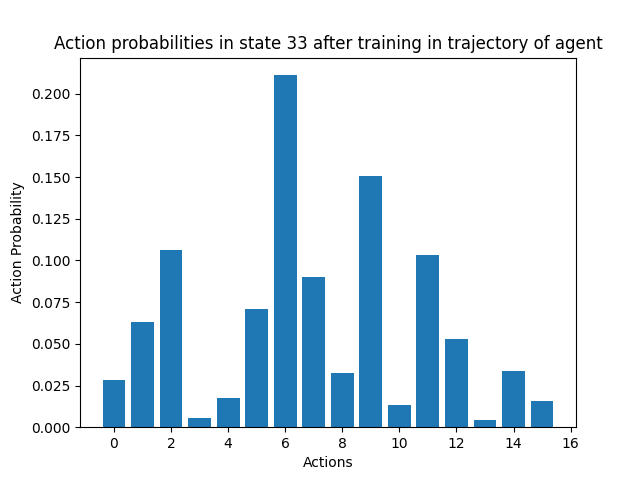 Action probabilities in state 33 after training in trajectory of agent
Action Probability
0.200
0.175
0.150
0.125
0.100
0.075
0.050
0.025
0.000
0 2 4 6 8 10 12 14 16
Actions